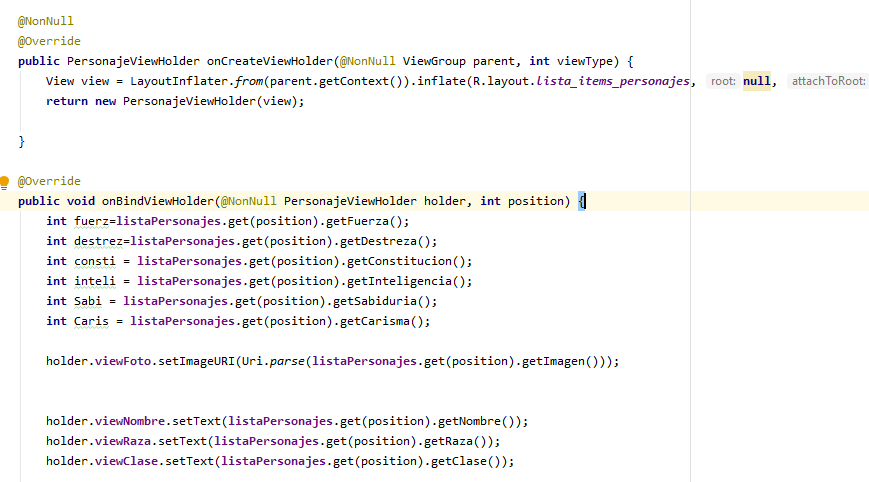 @NonNull
@Override
public PersonajeViewHolder onCreateViewHolder(@NonNull ViewGroup parent, int viewType) {
    View view = LayoutInflater.from(parent.getContext()).inflate(R.layout.lista_items_personajes, root: null, attachToRoot:
    return new PersonajeViewHolder(view);
}
@Override
public void onBindViewHolder(@NonNull PersonajeViewHolder holder, int position) {
    int fuerz=listaPersonajes.get(position).getFuerza();
    int destrez=listaPersonajes.get(position).getDestreza();
    int consti = listaPersonajes.get(position).getConstitucion();
    int inteli = listaPersonajes.get(position).getInteligencia();
    int Sabi = listaPersonajes.get(position).getSabiduria();
    int Caris = listaPersonajes.get(position).getCarisma();
    holder.viewFoto.setImageURI(Uri.parse(listaPersonajes.get(position).getImagen()));
    holder.viewNombre.setText(listaPersonajes.get(position).getNombre());
    holder.viewRaza.setText(listaPersonajes.get(position).getRaza());
    holder.viewClase.setText(listaPersonajes.get(position).getClase());